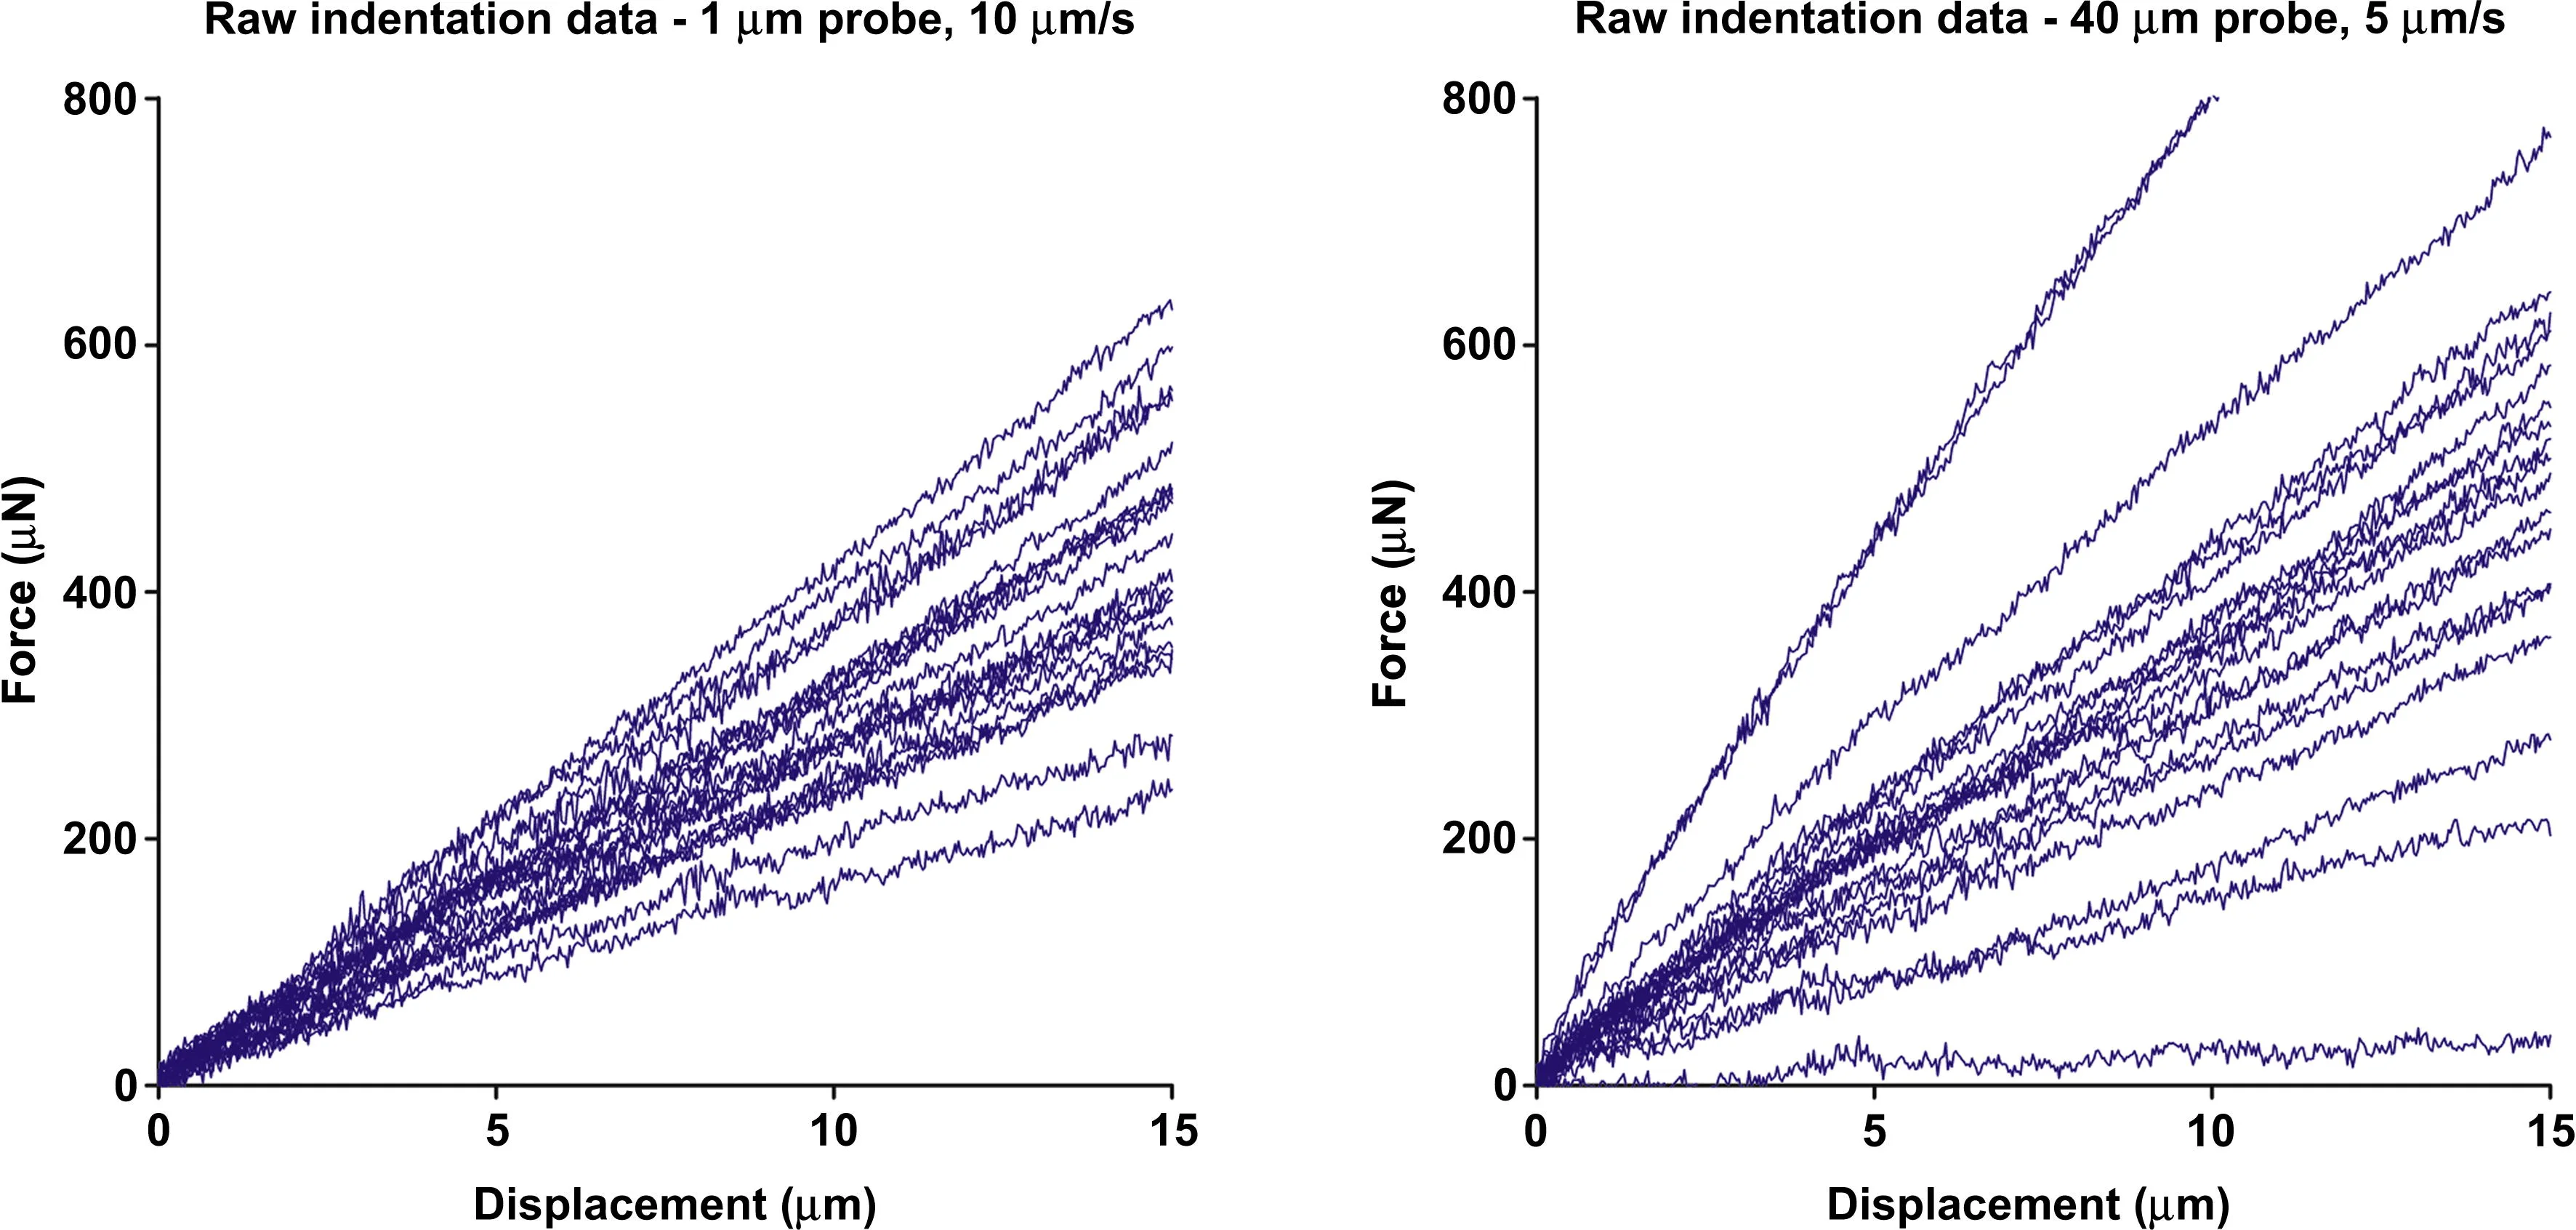 Raw indentation data - 1 μm probe, 10 μm/s
800
600
400
200
0
0 5 10 15
Force (μN)
Displacement (μm)
Raw indentation data - 40 μm probe, 5 μm/s
800
600
400
200
0
0 5 10 15
Force (μN)
Displacement (μm)